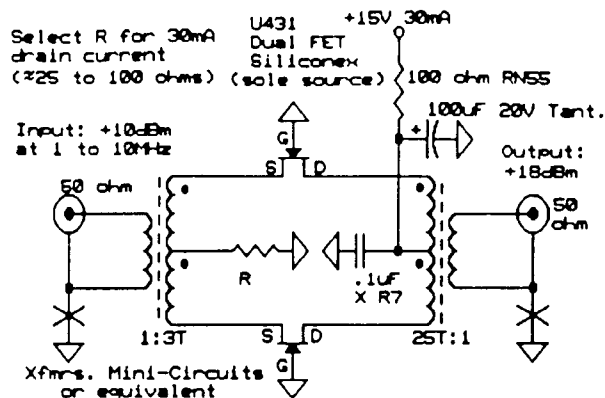 Select R for 30mA
drain current
(≈25 to 100 ohms)
U431
Dual FET
Siliconex
(sole source)
+15V 30mA
100 ohm RN55
100uF 20V Tant.
+
Input: +10dBm
at 1 to 10MHz
50 ohm
G
S D
Output:
+18dBm
50
ohm
R
.1uF
X R7
S D
G
1:3T
25T:1
Xfmrs. Mini-Circuits
or equivalent